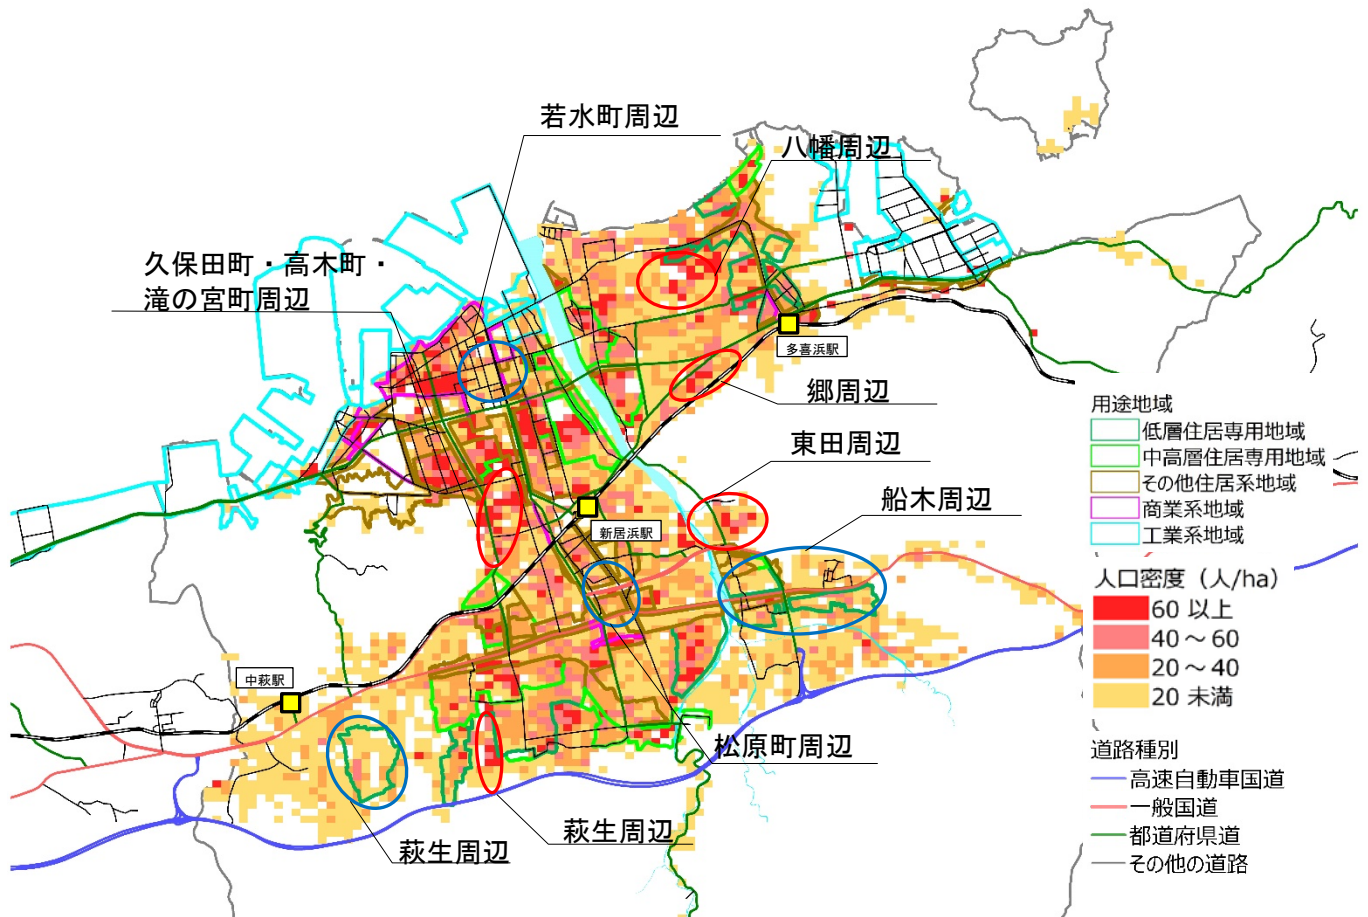 若水町周辺
八幡周辺
久保田町・高木町・
滝の宮町周辺
多喜浜駅
郷周辺
東田周辺
船木周辺
新居浜駅
中萩駅
松原町周辺
萩生周辺
萩生周辺
用途地域
低層住居専用地域
中高層住居専用地域
その他住居系地域
商業系地域
工業系地域
人口密度（人/ha）
60 以上
40～60
20～40
20 未満
道路種別
高速自動車国道
一般国道
都道府県道
その他の道路